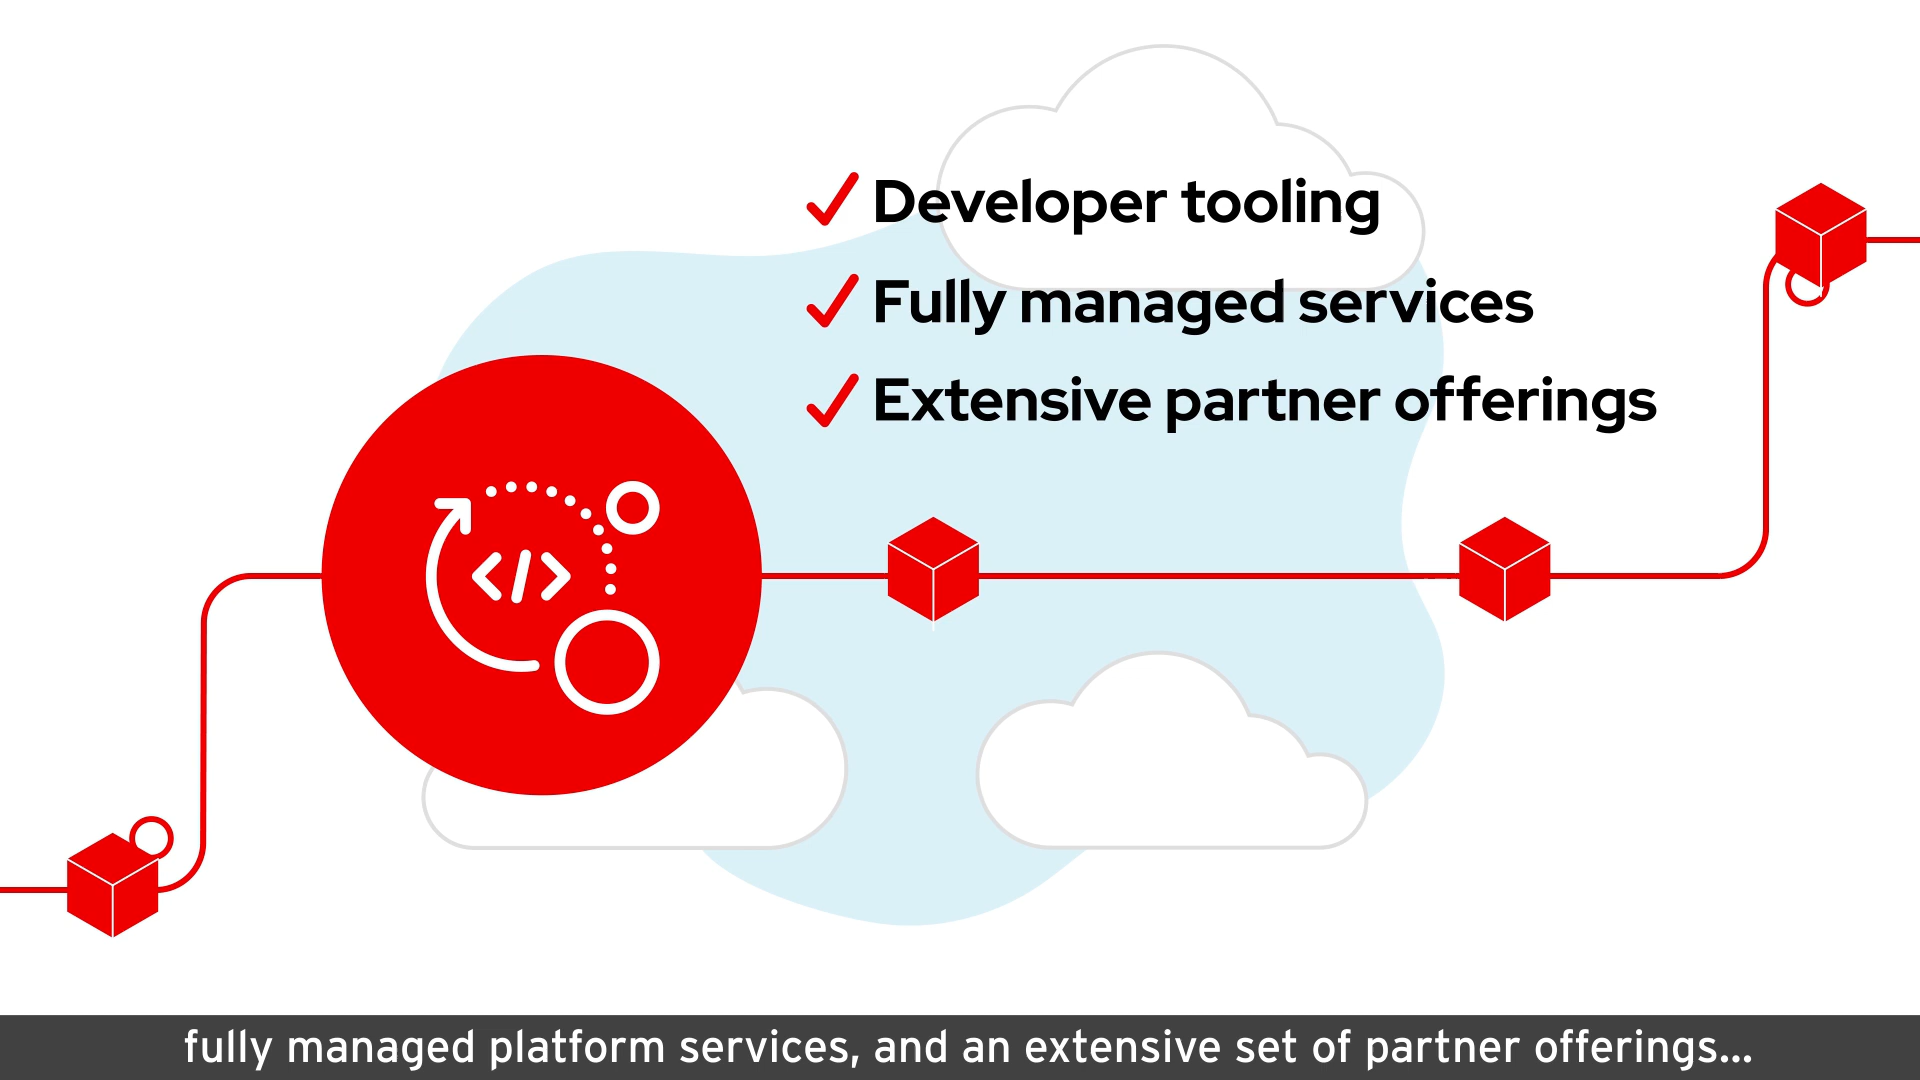 Developer tooling
Fully managed services
Extensive partner offerings
</>
fully managed platform services, and an extensive set of partner offerings...